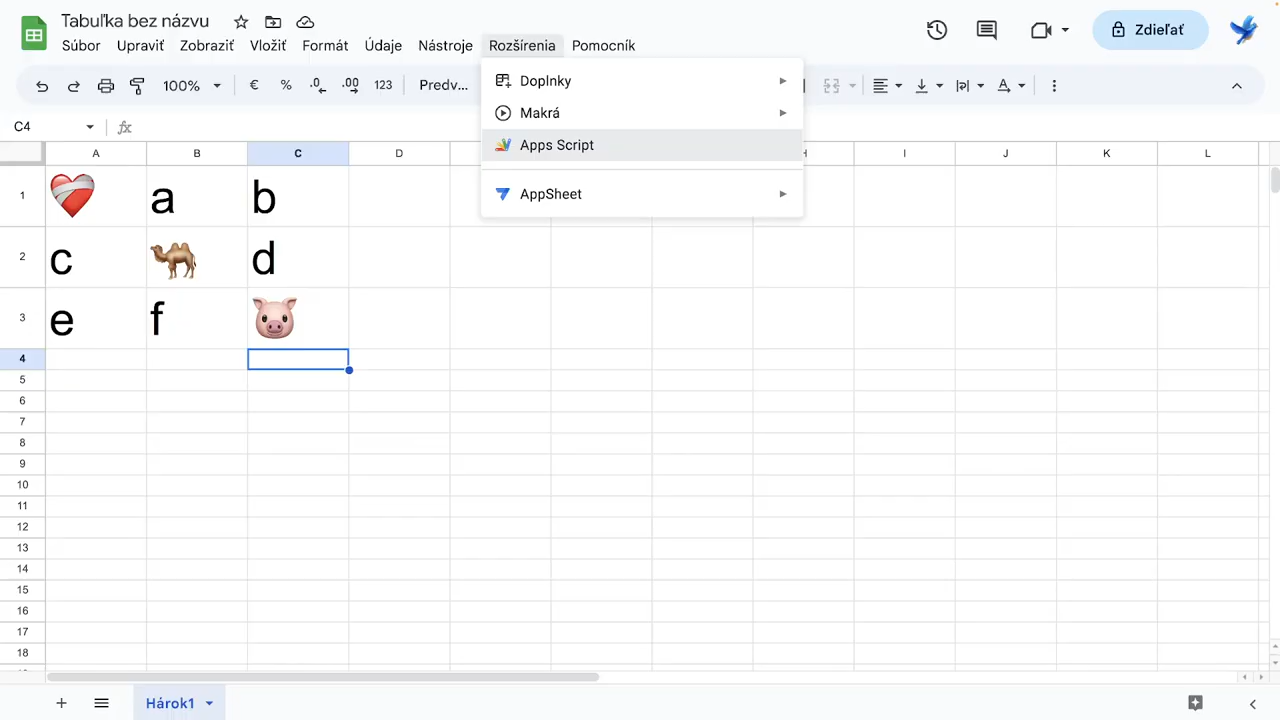 Tabuľka bez názvu
Súbor Upraviť Zobraziť Vložiť Formát Údaje Nástroje Rozšírenia Pomocník
Zdieľať
100% € % .0 .00 123 Predv...
Doplnky
Makrá
Apps Script
AppSheet
C4 fx
A B C D H I J K L
1 ❤️‍🩹 a b
2 c 🐫 d
3 e f 🐷
4
5
6
7
8
9
10
11
12
13
14
15
16
17
18
Hárok1